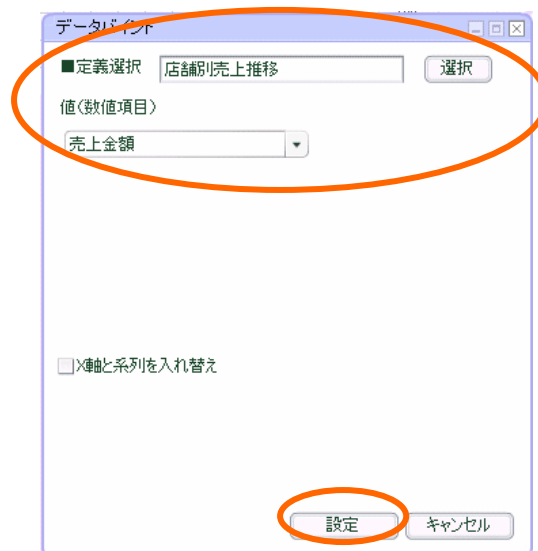 データバインド
■定義選択 店舗別売上推移 選択
値(数値項目)
売上金額
X軸と系列を入れ替え
設定 キャンセル